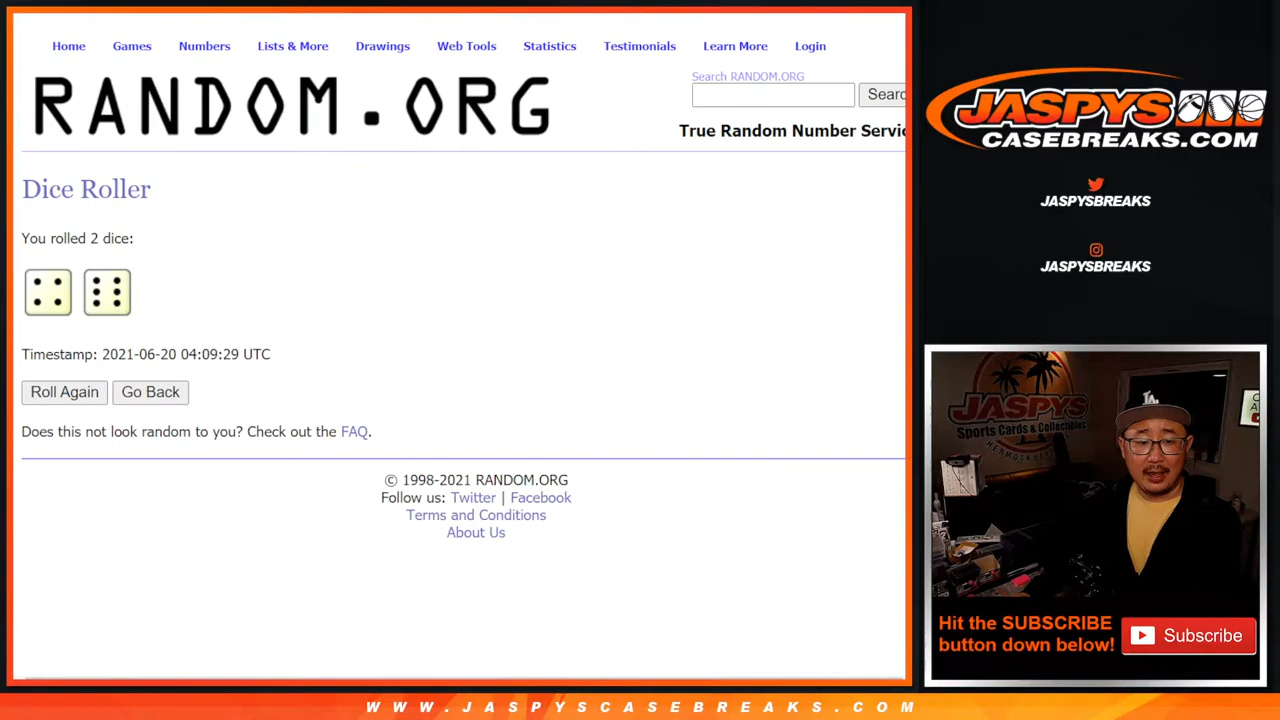 Home Games Numbers Lists & More Drawings Web Tools Statistics Testimonials Learn More Login
RANDOM.ORG
Search RANDOM.ORG
Searc
True Random Number Servic
Dice Roller
You rolled 2 dice:
Timestamp: 2021-06-20 04:09:29 UTC
Roll Again Go Back
Does this not look random to you? Check out the FAQ.
© 1998-2021 RANDOM.ORG
Follow us: Twitter | Facebook
Terms and Conditions
About Us
JASPYS
CASEBREAKS.COM
JASPYSBREAKS
JASPYSBREAKS
JASPYS
Sports Cards & Collectibles
LA
Hit the SUBSCRIBE
button down below!
Subscribe
WWW.JASPYSCASEBREAKS.COM